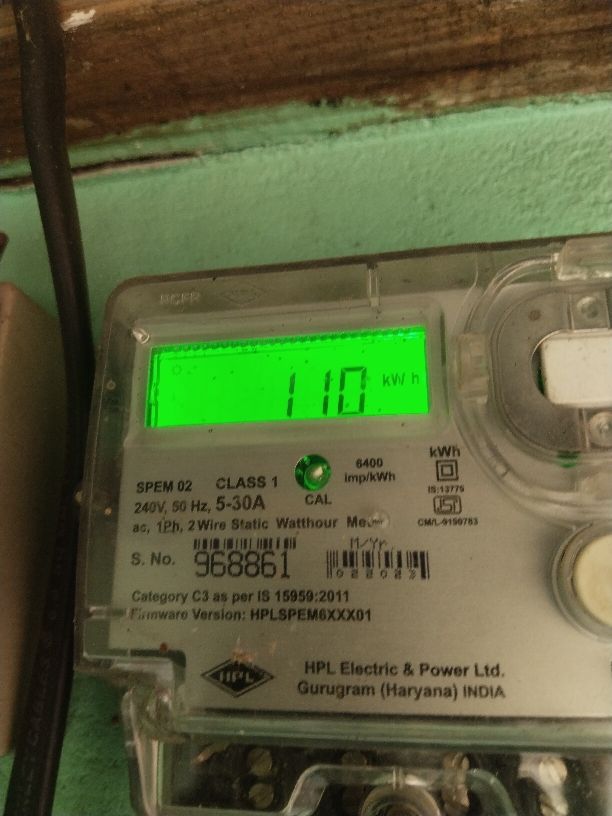 110 kWh
6400
imp/kWh
kWh
SPEM 02 CLASS 1
CAL
IS:13779
240V, 50 Hz, 5-30A
ac, 1Ph, 2 Wire Static Watthour Meter
CM/L-9190783
M/Yr
S. No. 968861
022023
Category C3 as per IS 15959:2011
Firmware Version: HPLSPEM6XXX01
HPL
HPL Electric & Power Ltd.
Gurugram (Haryana) INDIA